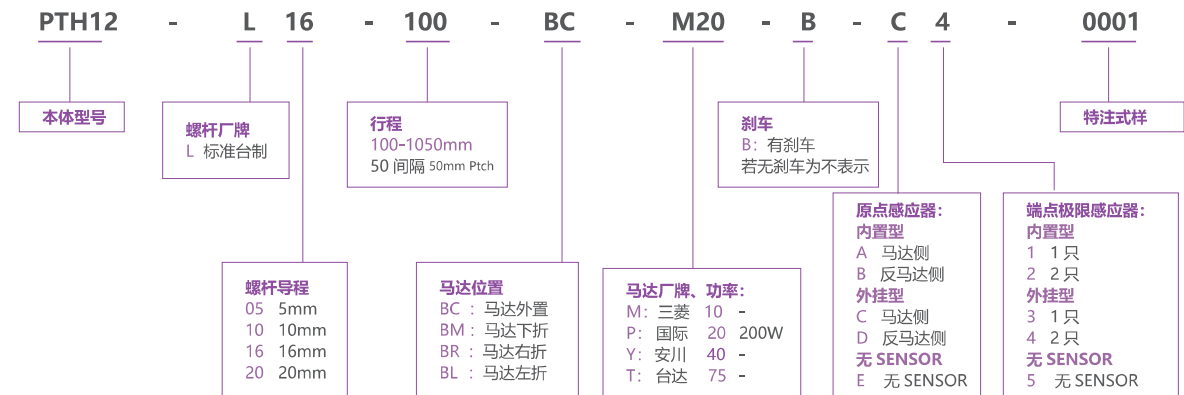 PTH12 - L 16 - 100 - BC - M20 - B - C 4 - 0001
本体型号
螺杆厂牌
L 标准台制
行程
100-1050mm
50 间隔 50mm Ptch
刹车
B：有刹车
若无刹车为不表示
特注式样
螺杆导程
05 5mm
10 10mm
16 16mm
20 20mm
马达位置
BC：马达外置
BM：马达下折
BR：马达右折
BL：马达左折
马达厂牌、功率：
M：三菱 10 -
P：国际 20 200W
Y：安川 40 -
T：台达 75 -
原点感应器：
内置型
A 马达侧
B 反马达侧
外挂型
C 马达侧
D 反马达侧
无 SENSOR
E 无 SENSOR
端点极限感应器：
内置型
1 1 只
2 2 只
外挂型
3 1 只
4 2 只
无 SENSOR
5 无 SENSOR